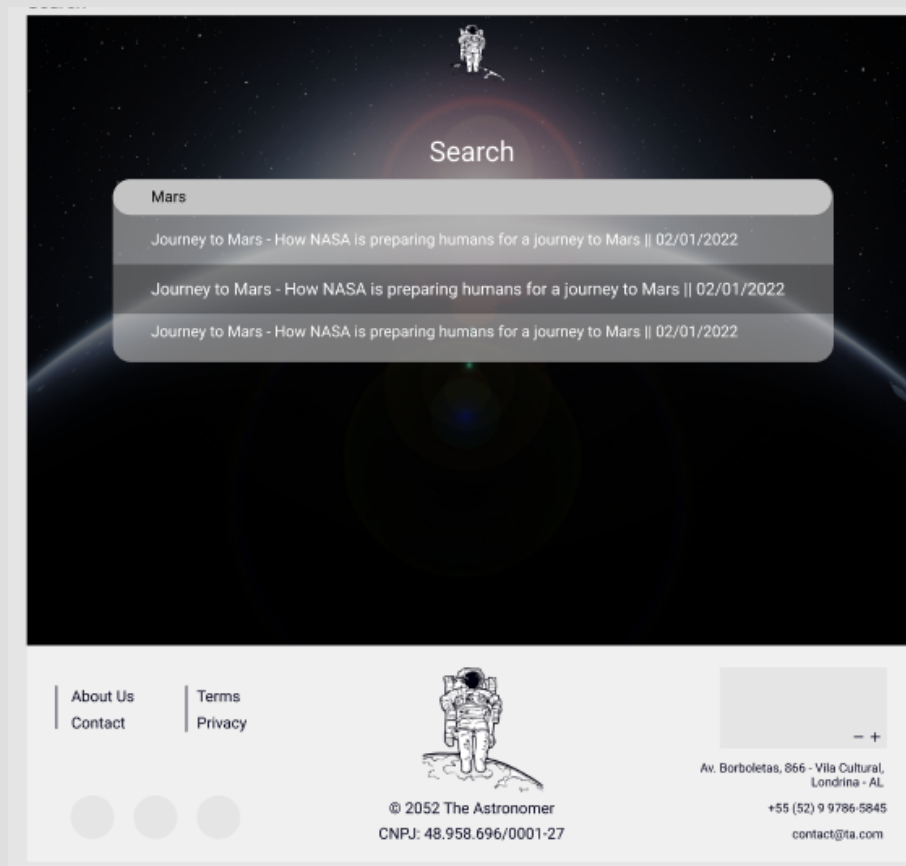 Search
Search
Mars
Journey to Mars - How NASA is preparing humans for a journey to Mars || 02/01/2022
Journey to Mars - How NASA is preparing humans for a journey to Mars || 02/01/2022
Journey to Mars - How NASA is preparing humans for a journey to Mars || 02/01/2022
About Us
Contact
Terms
Privacy
© 2052 The Astronomer
CNPJ: 48.958.696/0001-27
− +
Av. Borboletas, 866 - Vila Cultural,
Londrina - AL
+55 (52) 9 9786-5845
contact@ta.com